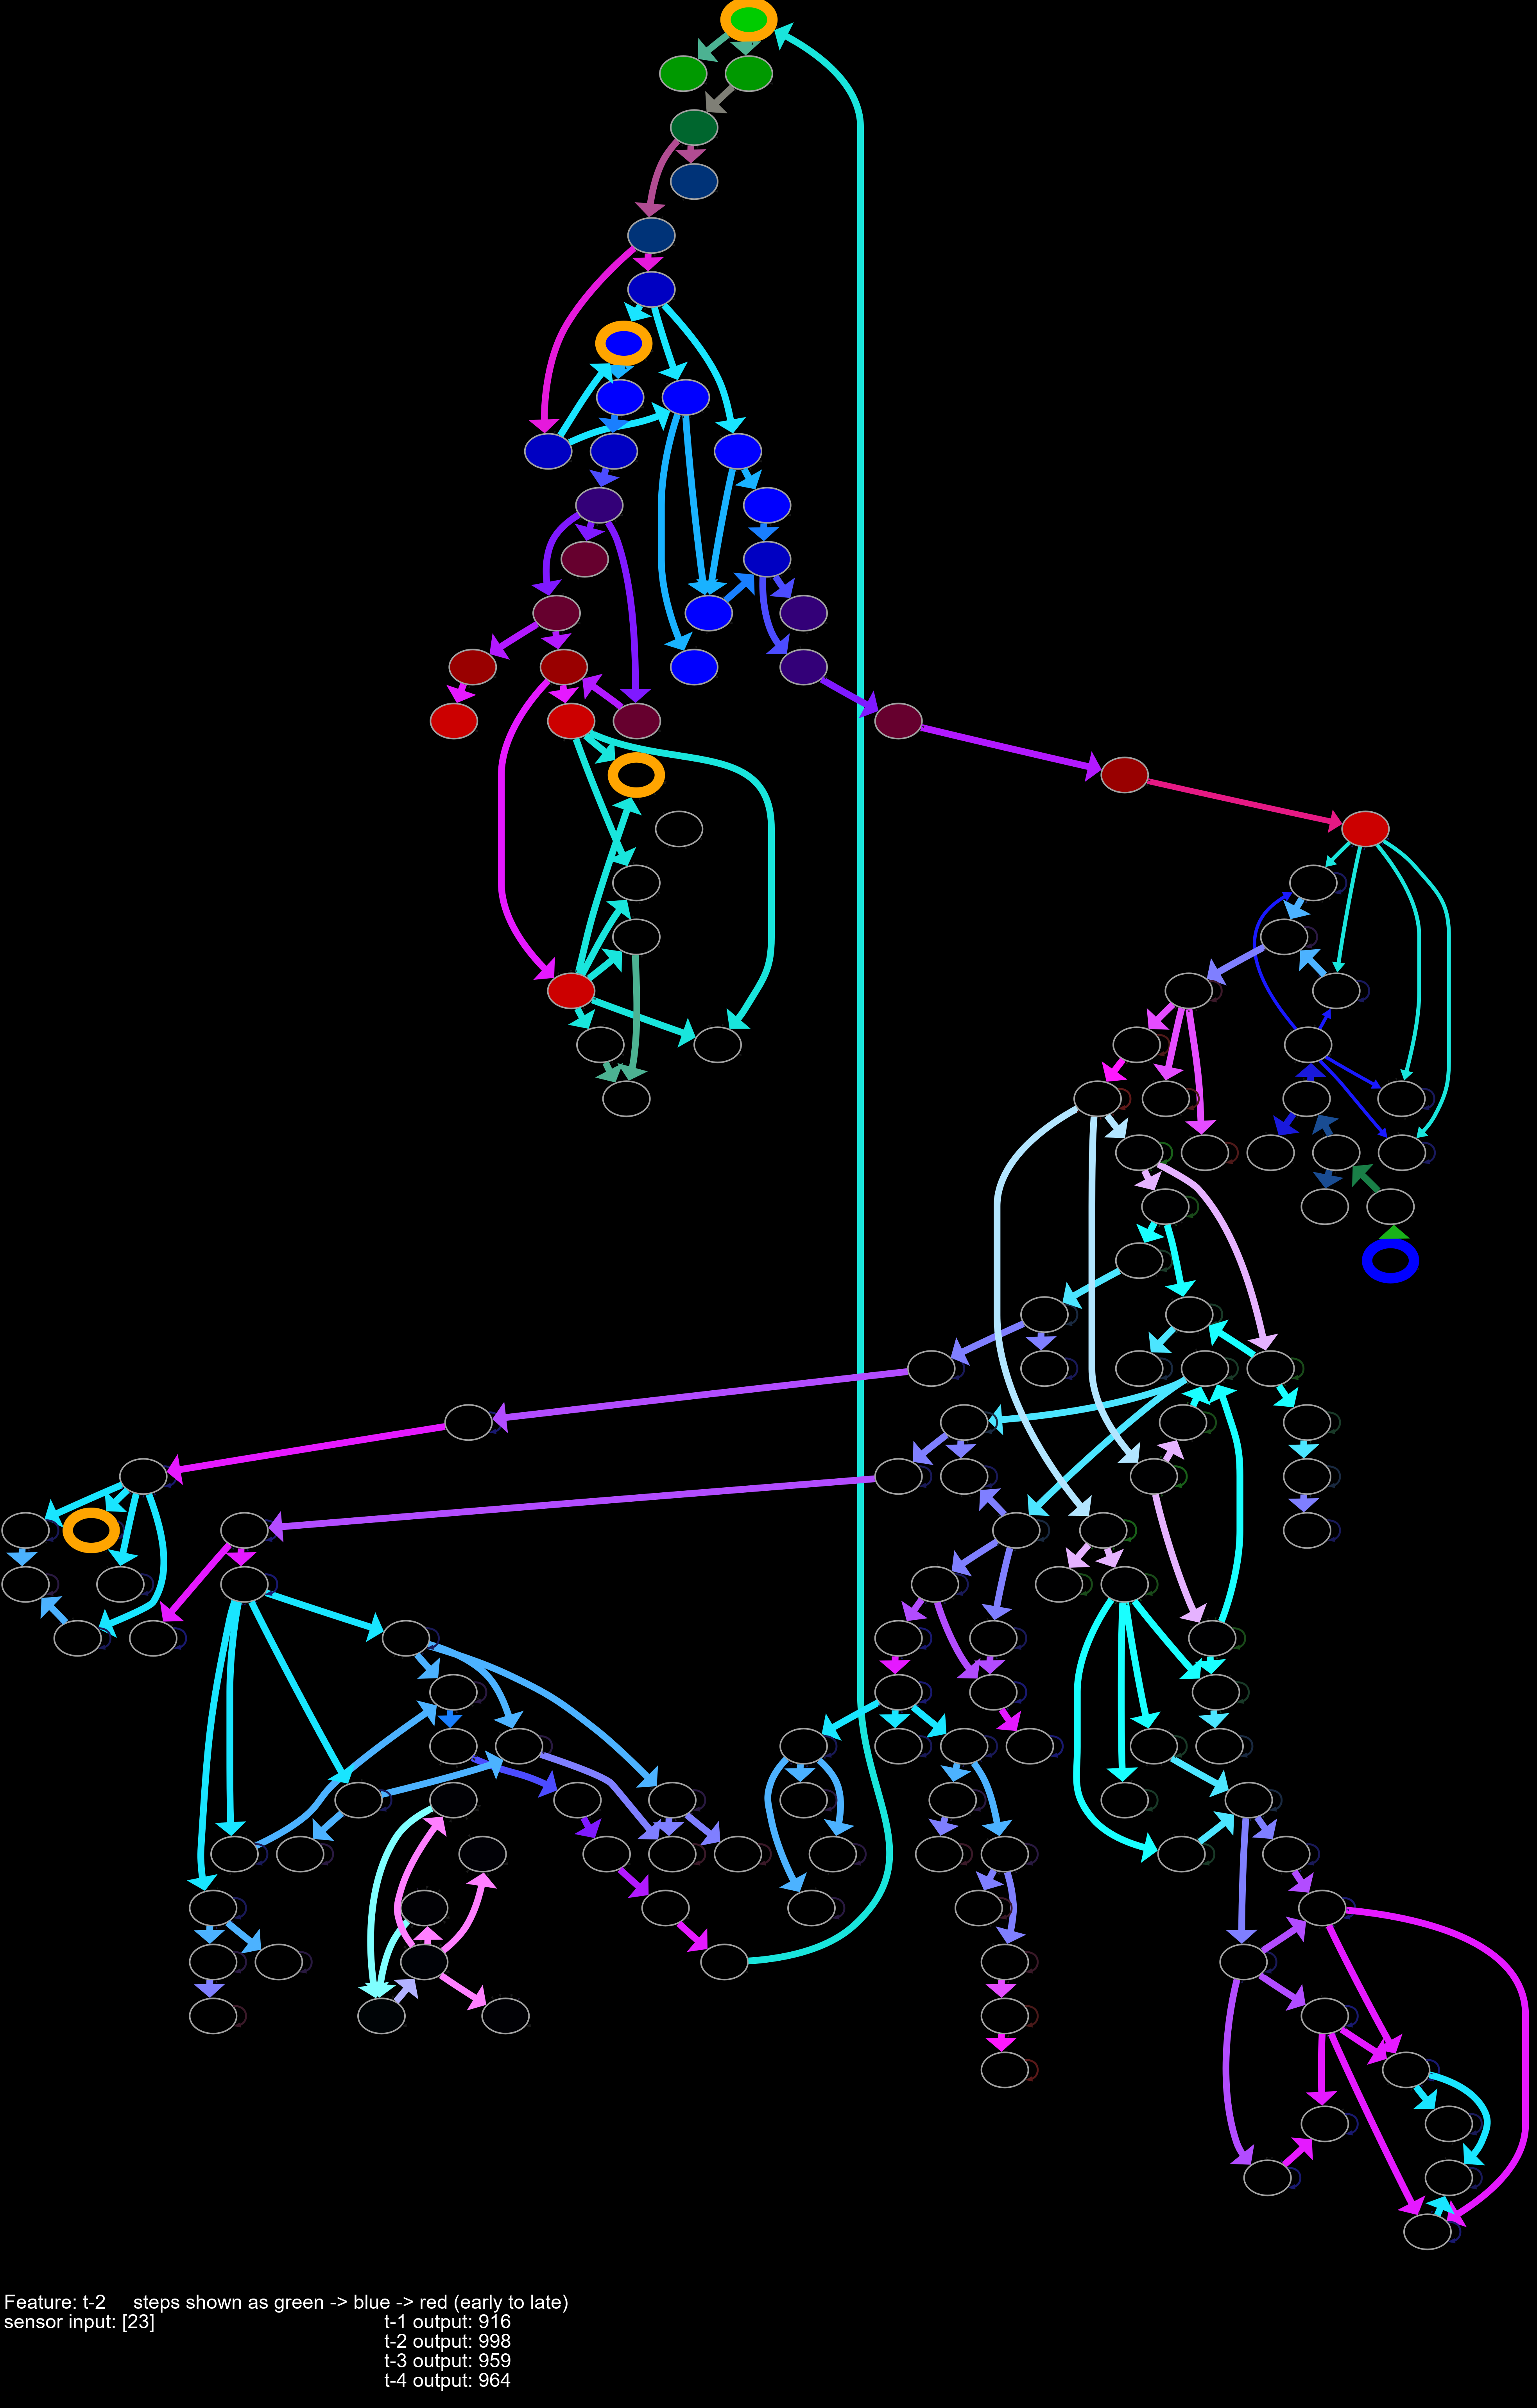 Feature: t-2     steps shown as green -> blue -> red (early to late)
sensor input: [23]     t-1 output: 916
t-2 output: 998
t-3 output: 959
t-4 output: 964